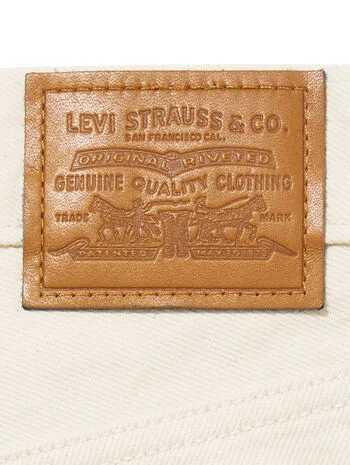 LEVI STRAUSS & CO.
SAN FRANCISCO CAL.
ORIGINAL RIVETED
GENUINE QUALITY CLOTHING
TRADE MARK
PATENTED MAY 20 1873